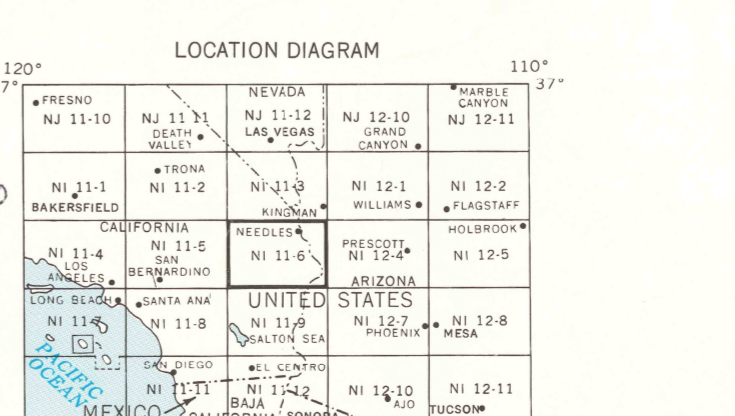 LOCATION DIAGRAM
120°
110°
7°
37°
NEVADA
FRESNO
MARBLE
CANYON
NJ 11-10
NJ 11 11
NJ 11-12
NJ 12-10
NJ 12-11
DEATH
VALLEY
LAS VEGAS
GRAND
CANYON
TRONA
NI 11-1
NI 11-2
NI 11-3
NI 12-1
NI 12-2
BAKERSFIELD
KINGMAN
WILLIAMS
FLAGSTAFF
CALIFORNIA
NEEDLES
HOLBROOK
NI 11-4
NI 11-5
NI 11-6
PRESCOTT
NI 12-4
NI 12-5
LOS
ANGELES
SAN
BERNARDINO
ARIZONA
LONG BEACH
SANTA ANA
UNITED STATES
NI 11-7
NI 11-8
NI 11-9
NI 12-7
NI 12-8
SALTON SEA
PHOENIX
MESA
PACIFIC
OCEAN
SAN DIEGO
EL CENTRO
NI 11-11
NI 11-12
NI 12-10
NI 12-11
MEXICO
BAJA
CALIFORNIA
SONORA
AJO
TUCSON